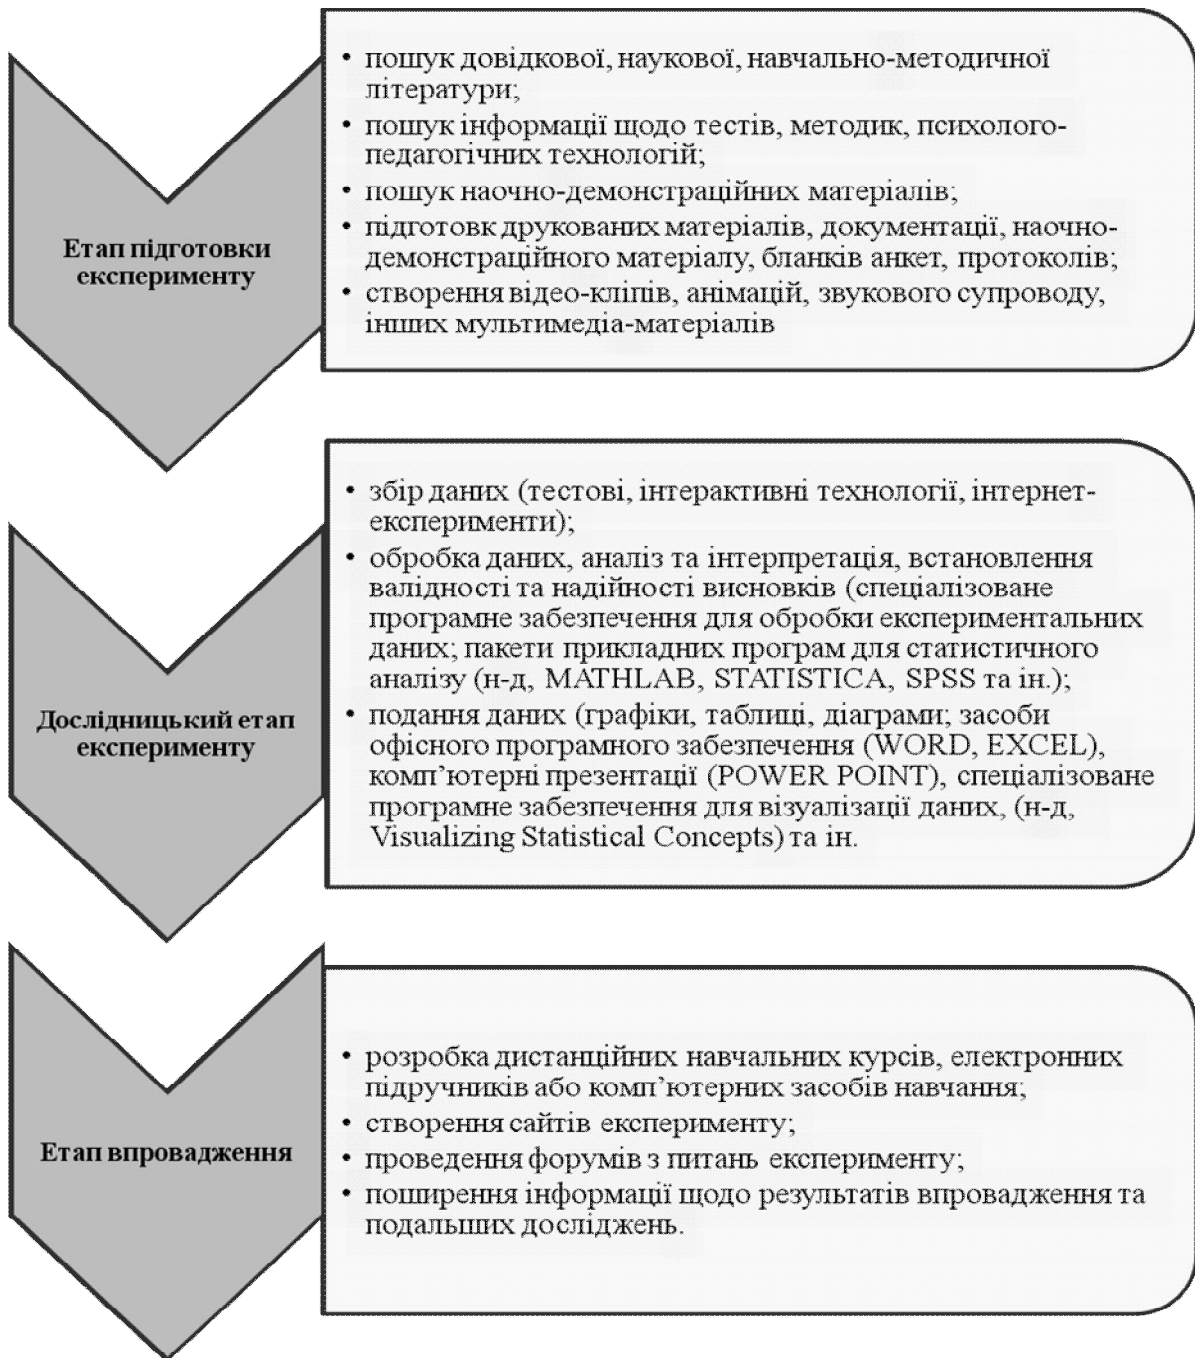 Етап підготовки
експерименту
• пошук довідкової, наукової, навчально-методичної
літератури;
• пошук інформації щодо тестів, методик, психолого-
педагогічних технологій;
• пошук наочно-демонстраційних матеріалів;
• підготовк друкованих матеріалів, документації, наочно-
демонстраційного матеріалу, бланків анкет, протоколів;
• створення відео-кліпів, анімацій, звукового супроводу,
інших мультимедіа-матеріалів
Дослідницький етап
експерименту
• збір даних (тестові, інтерактивні технології, інтернет-
експерименти);
• обробка даних, аналіз та інтерпретація, встановлення
валідності та надійності висновків (спеціалізоване
програмне забезпечення для обробки експериментальних
даних; пакети прикладних програм для статистичного
аналізу (н-д, MATHLAB, STATISTICA, SPSS та ін.);
• подання даних (графіки, таблиці, діаграми; засоби
офісного програмного забезпечення (WORD, EXCEL),
комп’ютерні презентації (POWER POINT), спеціалізоване
програмне забезпечення для візуалізації даних, (н-д,
Visualizing Statistical Concepts) та ін.
Етап впровадження
• розробка дистанційних навчальних курсів, електронних
підручників або комп’ютерних засобів навчання;
• створення сайтів експерименту;
• проведення форумів з питань експерименту;
• поширення інформації щодо результатів впровадження та
подальших досліджень.